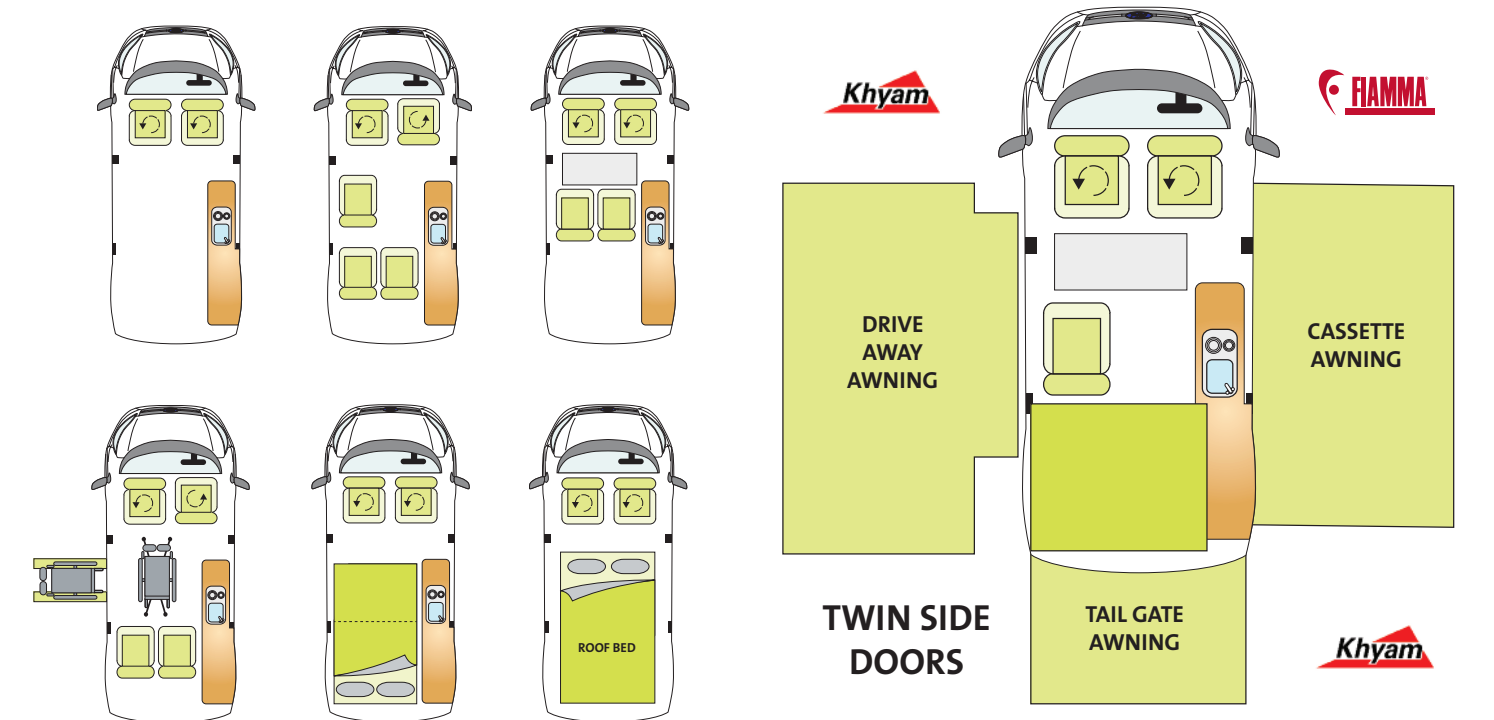 Khyam
FIAMMA
DRIVE
AWAY
AWNING
CASSETTE
AWNING
ROOF BED
TWIN SIDE
DOORS
TAIL GATE
AWNING
Khyam